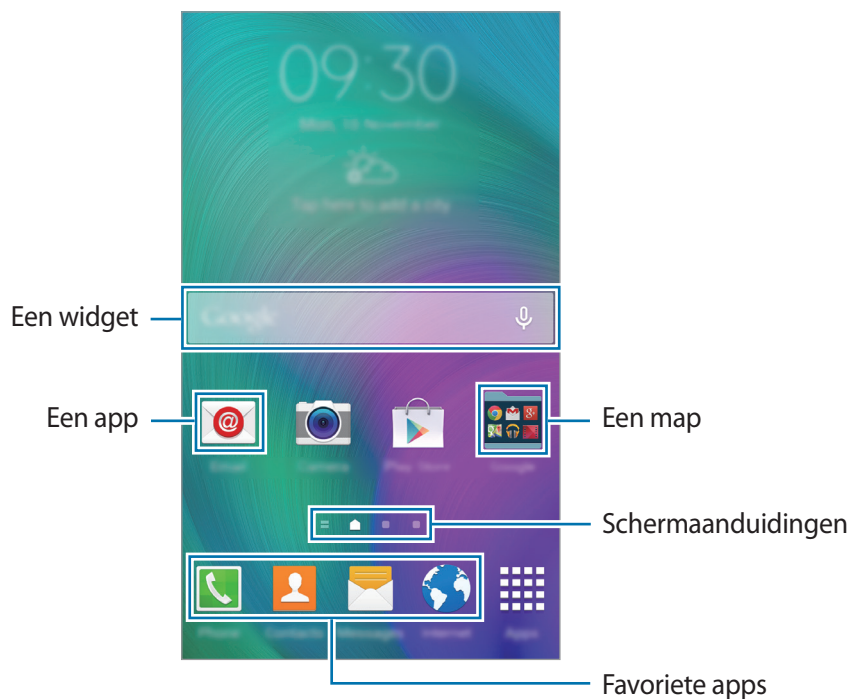 09:30
Mon, 10 November
Tap here to add a city
Een widget
Google
Een app
Een map
Email
Camera
Play Store
Google
Schermaanduidingen
Phone
Contacts
Messages
Internet
Apps
Favoriete apps